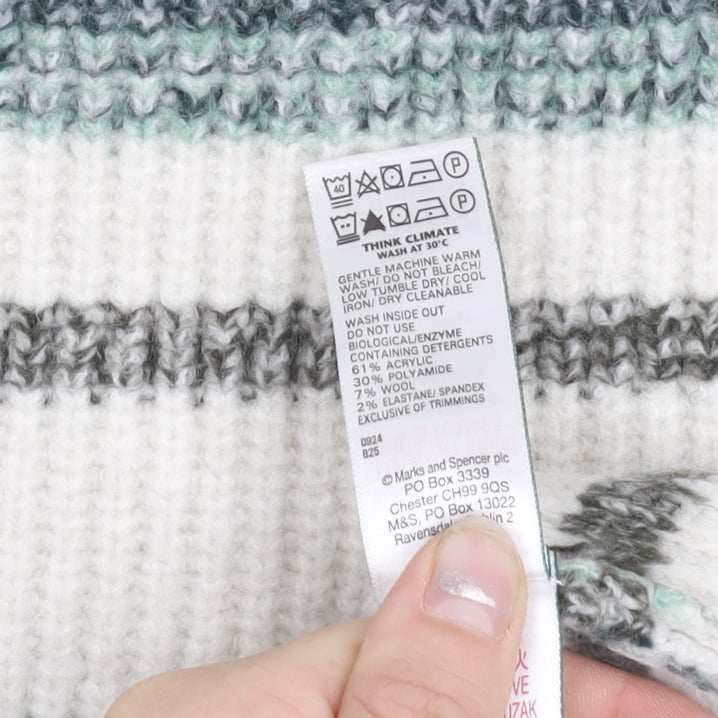 40
P
P
THINK CLIMATE
WASH AT 30°C
GENTLE MACHINE WARM
WASH/ DO NOT BLEACH/
LOW TUMBLE DRY/ COOL
IRON/ DRY CLEANABLE
WASH INSIDE OUT
DO NOT USE
BIOLOGICAL/ENZYME
CONTAINING DETERGENTS
61% ACRYLIC
30% POLYAMIDE
7% WOOL
2% ELASTANE/ SPANDEX
EXCLUSIVE OF TRIMMINGS
0924
B25
© Marks and Spencer plc
PO Box 3339
Chester CH99 9QS
M&S, PO Box 13022
2